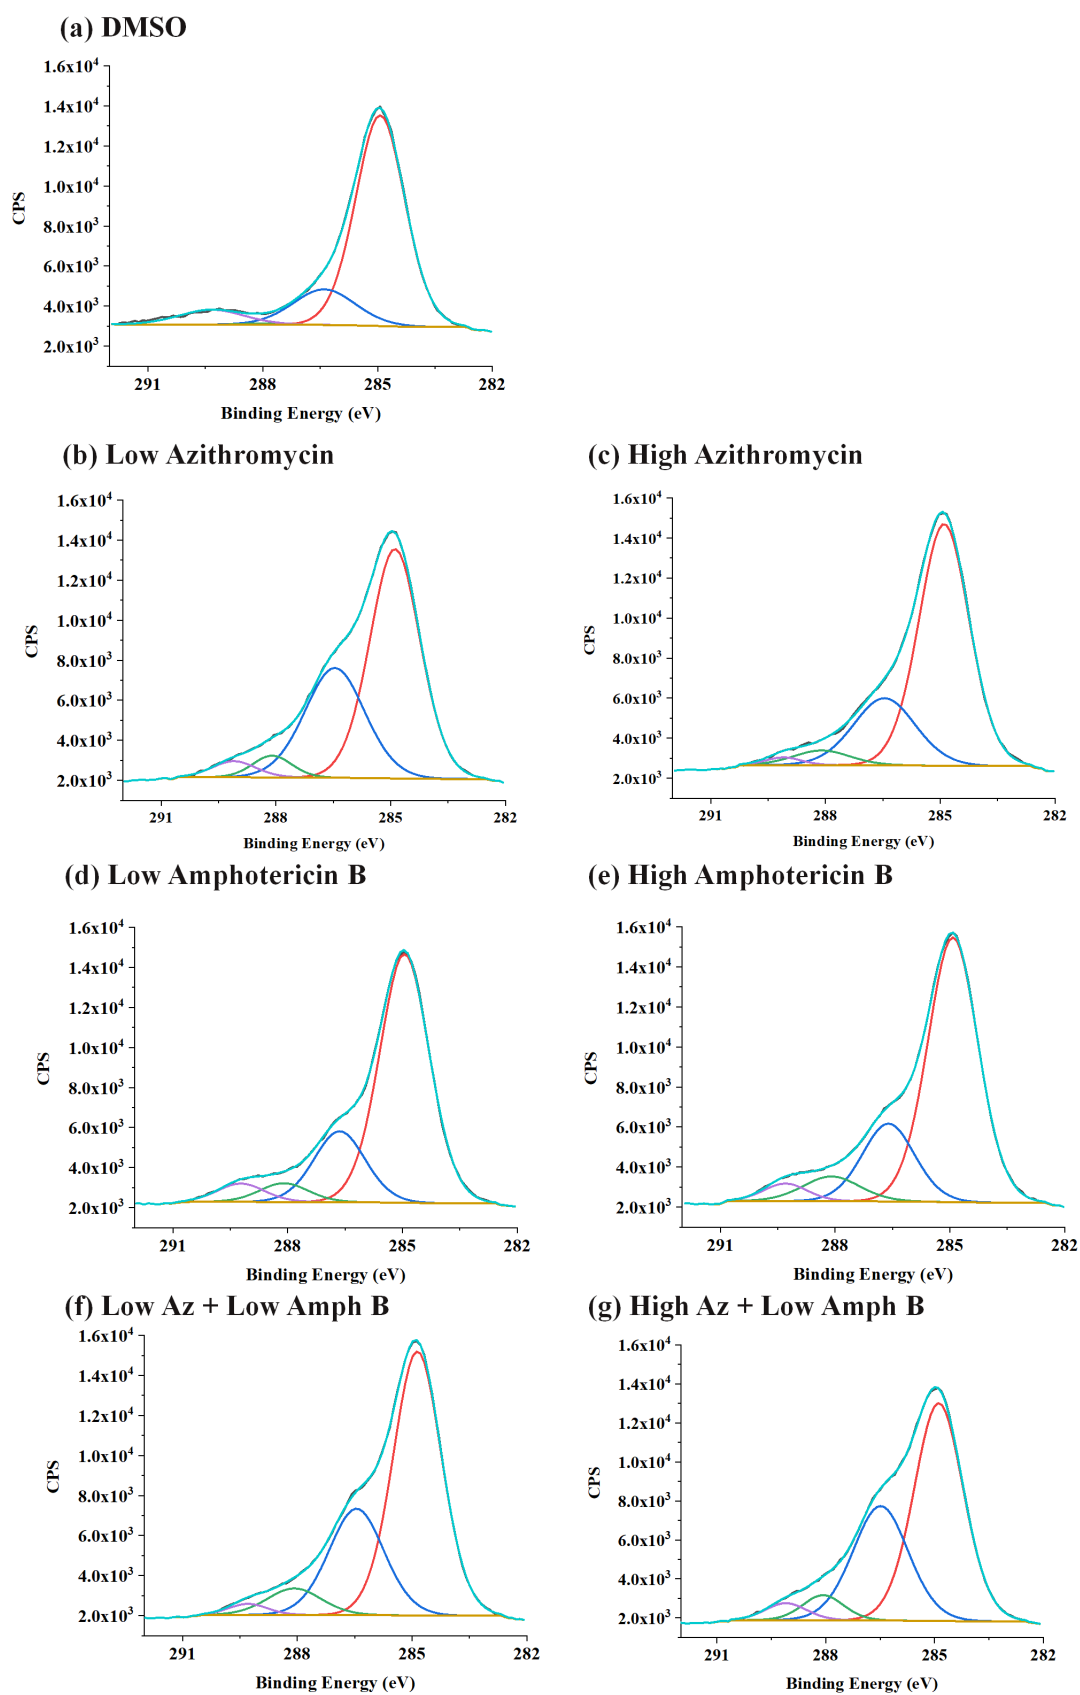 (a) DMSO
1.6x10⁴
1.4x10⁴
1.2x10⁴
1.0x10⁴
8.0x10³
6.0x10³
4.0x10³
2.0x10³
CPS
291 288 285 282
Binding Energy (eV)
(b) Low Azithromycin
1.6x10⁴
1.4x10⁴
1.2x10⁴
1.0x10⁴
8.0x10³
6.0x10³
4.0x10³
2.0x10³
CPS
291 288 285 282
Binding Energy (eV)
(c) High Azithromycin
1.6x10⁴
1.4x10⁴
1.2x10⁴
1.0x10⁴
8.0x10³
6.0x10³
4.0x10³
2.0x10³
CPS
291 288 285 282
Binding Energy (eV)
(d) Low Amphotericin B
1.6x10⁴
1.4x10⁴
1.2x10⁴
1.0x10⁴
8.0x10³
6.0x10³
4.0x10³
2.0x10³
CPS
291 288 285 282
Binding Energy (eV)
(e) High Amphotericin B
1.6x10⁴
1.4x10⁴
1.2x10⁴
1.0x10⁴
8.0x10³
6.0x10³
4.0x10³
2.0x10³
CPS
291 288 285 282
Binding Energy (eV)
(f) Low Az + Low Amph B
1.6x10⁴
1.4x10⁴
1.2x10⁴
1.0x10⁴
8.0x10³
6.0x10³
4.0x10³
2.0x10³
CPS
291 288 285 282
Binding Energy (eV)
(g) High Az + Low Amph B
1.6x10⁴
1.4x10⁴
1.2x10⁴
1.0x10⁴
8.0x10³
6.0x10³
4.0x10³
2.0x10³
CPS
291 288 285 282
Binding Energy (eV)